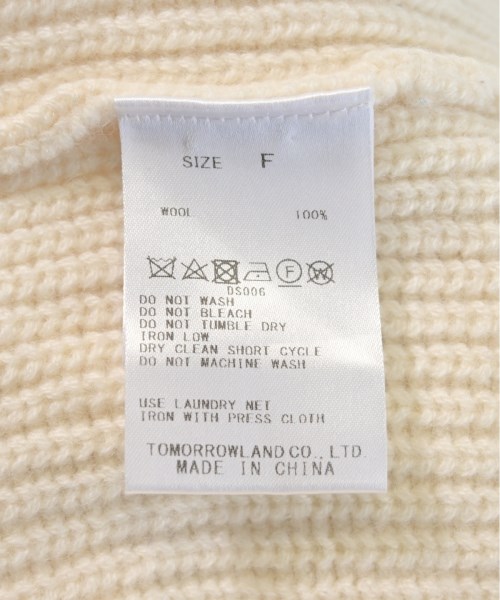 SIZE F
WOOL 100%
F W
DS006
DO NOT WASH
DO NOT BLEACH
DO NOT TUMBLE DRY
IRON LOW
DRY CLEAN SHORT CYCLE
DO NOT MACHINE WASH
USE LAUNDRY NET
IRON WITH PRESS CLOTH
TOMORROWLAND CO., LTD.
MADE IN CHINA